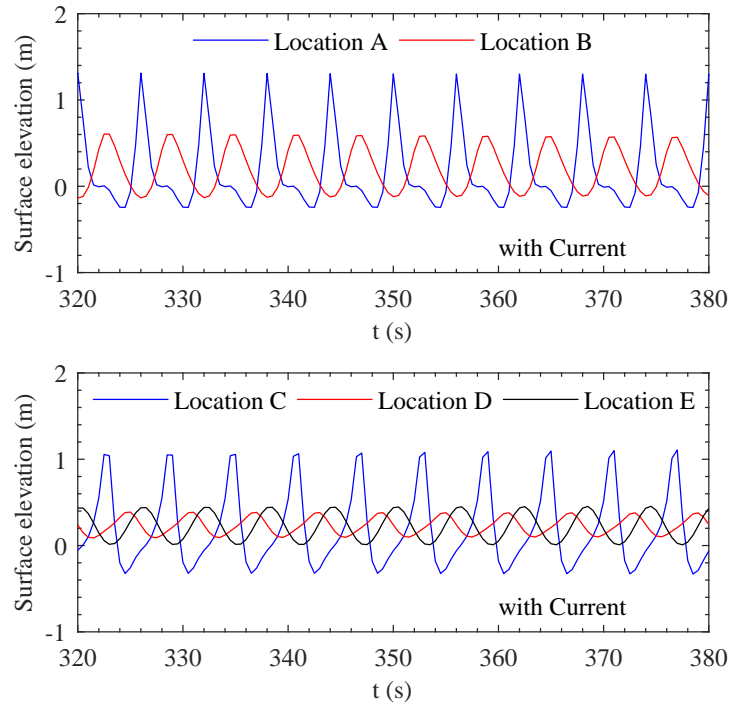 2
Location A
Location B
1
0
-1
Surface elevation (m)
with Current
320
330
340
350
360
370
380
t (s)
2
Location C
Location D
Location E
1
0
-1
Surface elevation (m)
with Current
320
330
340
350
360
370
380
t (s)